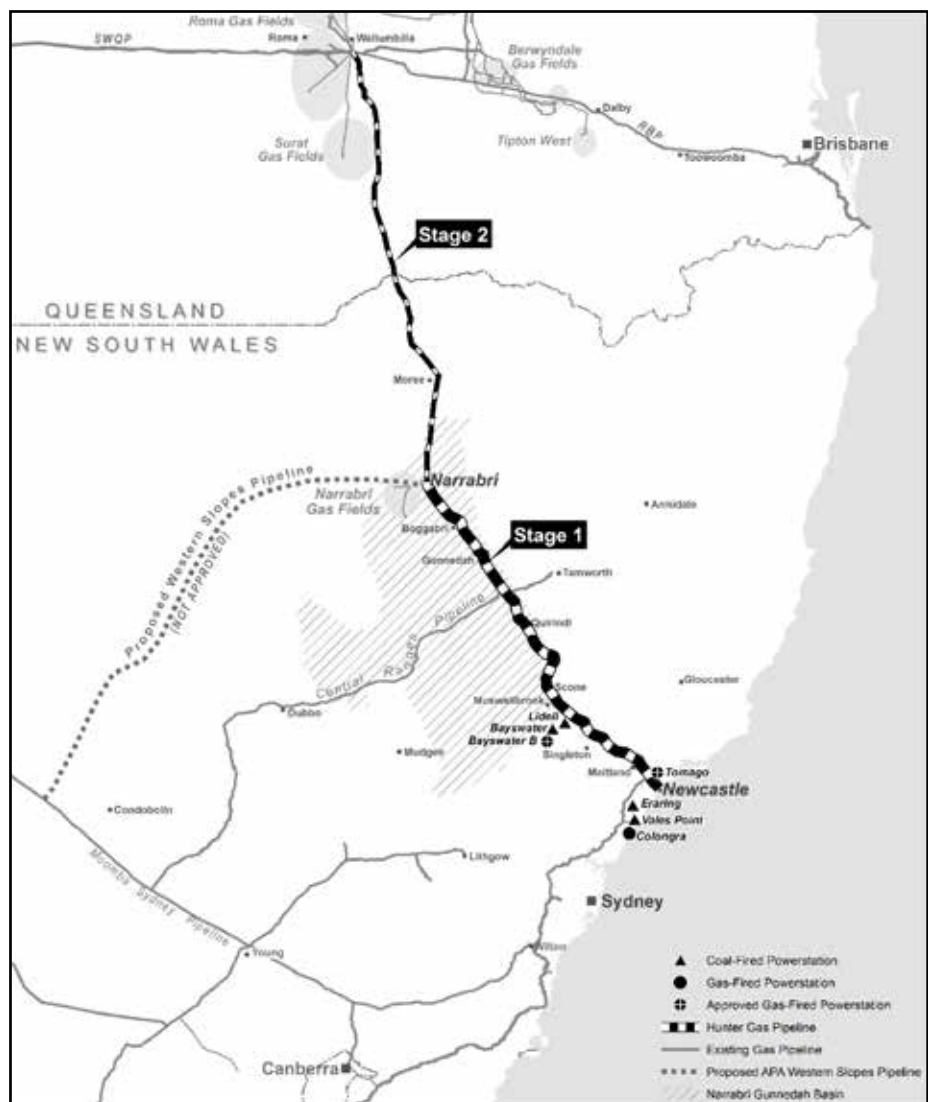 Roma Gas Fields
SWQP
Roma
Wallumbilla
Berwyndale
Gas Fields
Dalby
RBP
Surat
Gas Fields
Tipton West
Toowoomba
Brisbane
Stage 2
QUEENSLAND
NEW SOUTH WALES
Moree
Proposed Western Slopes Pipeline
(NOT APPROVED)
Narrabri
Narrabri
Gas Fields
Armidale
Boggabri
Stage 1
Gunnedah
Tamworth
Central Ranges Pipeline
Quirindi
Scone
Gloucester
Muswellbrook
Dubbo
Lidell
Bayswater
Bayswater B
Mudgee
Singleton
Maitland
Tomago
Newcastle
Condobolin
Eraring
Vales Point
Colongra
Moomba Sydney Pipeline
Lithgow
Sydney
Young
Wilton
Canberra
Coal-Fired Powerstation
Gas-Fired Powerstation
Approved Gas-Fired Powerstation
Hunter Gas Pipeline
Existing Gas Pipeline
Proposed APA Western Slopes Pipeline
Narrabri Gunnedah Basin